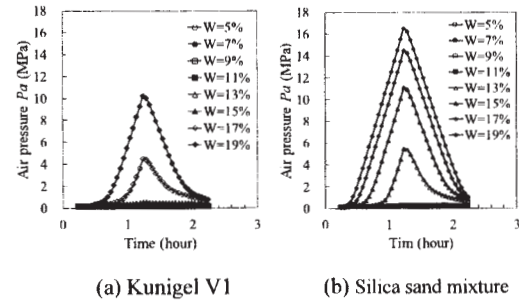 18
16
14
12
10
8
6
4
2
0
Air pressure Pa (MPa)
0 1 2 3
Time (hour)
W=5%
W=7%
W=9%
W=11%
W=13%
W=15%
W=17%
W=19%
(a) Kunigel V1
18
16
14
12
10
8
6
4
2
0
Air pressure Pa (MPa)
0 1 2 3
Tim (hour)
W=5%
W=7%
W=9%
W=11%
W=13%
W=15%
W=17%
W=19%
(b) Silica sand mixture